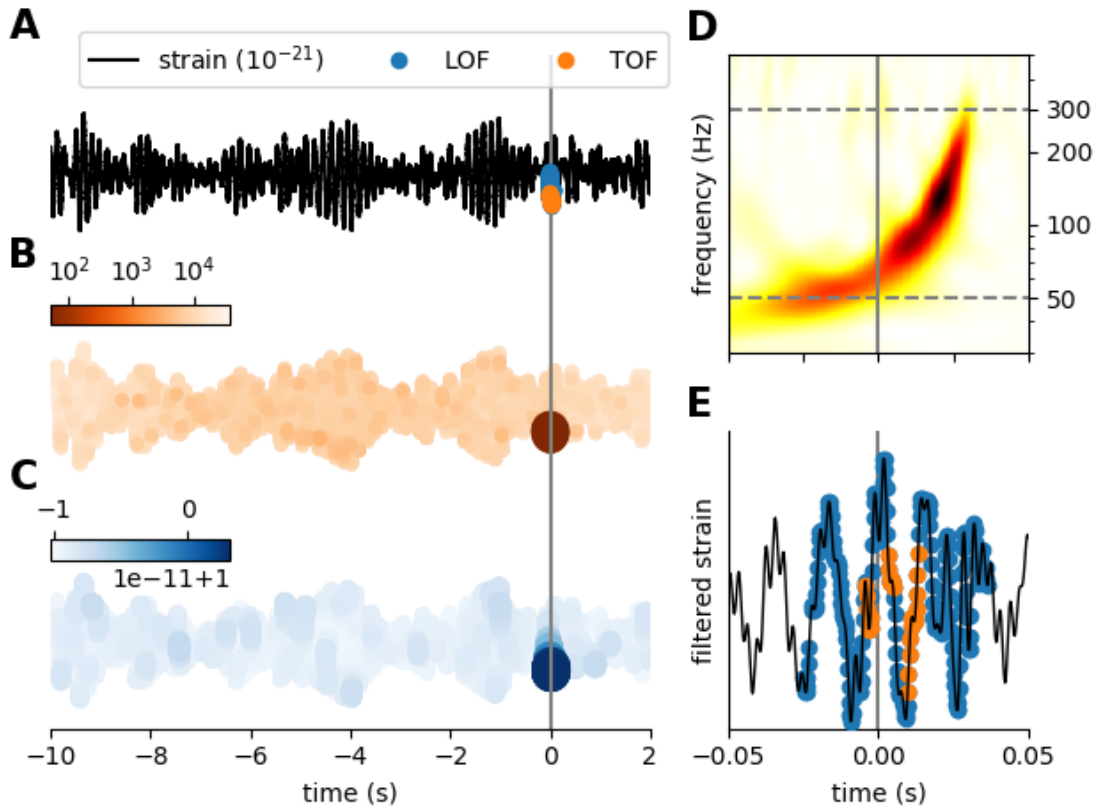 A
strain (10⁻²¹) LOF TOF
B
10² 10³ 10⁴
C
−1 0
1e−11+1
−10 −8 −6 −4 −2 0 2
time (s)
D
frequency (Hz)
300
200
100
50
E
filtered strain
−0.05 0.00 0.05
time (s)